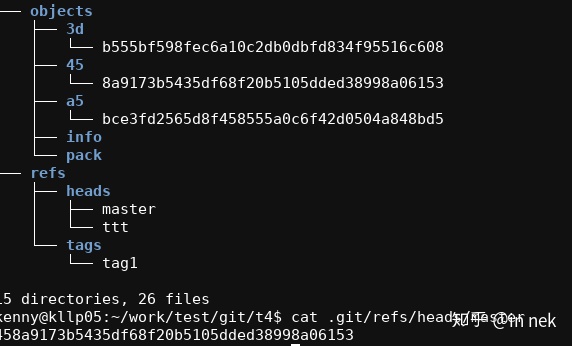 objects
3d
b555bf598fec6a10c2db0dbfd834f95516c608
45
8a9173b5435df68f20b5105dded38998a06153
a5
bce3fd2565d8f458555a0c6f42d0504a848bd5
info
pack
refs
heads
master
ttt
tags
tag1
15 directories, 26 files
kenny@kllp05:~/work/test/git/t4$ cat .git/refs/heads/master
458a9173b5435df68f20b5105dded38998a06153
知乎 @in nek